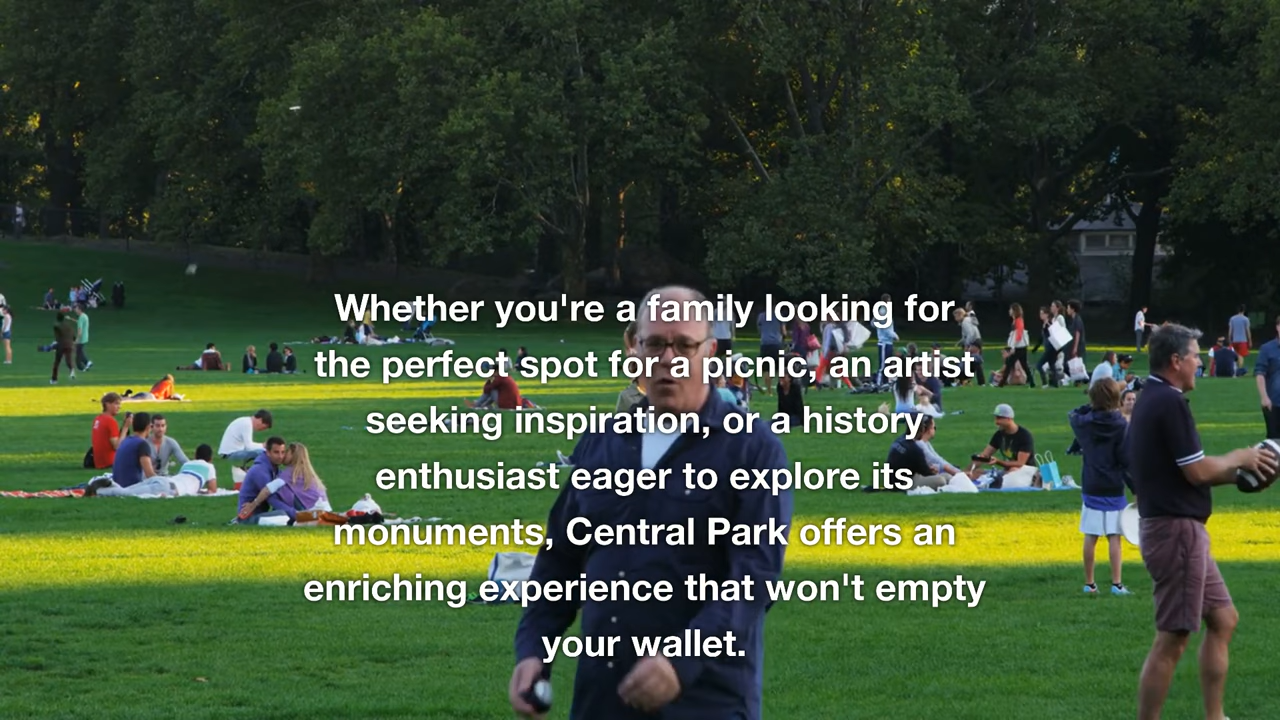 Whether you're a family looking for
the perfect spot for a picnic, an artist
seeking inspiration, or a history
enthusiast eager to explore its
monuments, Central Park offers an
enriching experience that won't empty
your wallet.